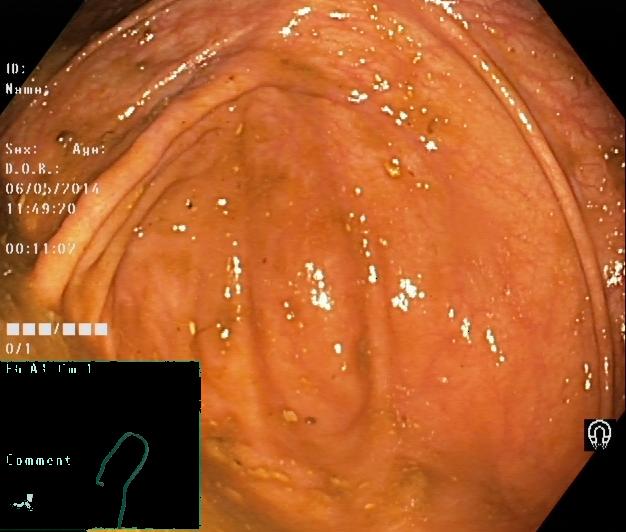 ID:
Name:
Sex: Age:
D.O.B.:
06/05/2014
11:49:20
00:11:02
■■■/■■■
0/1
Comment